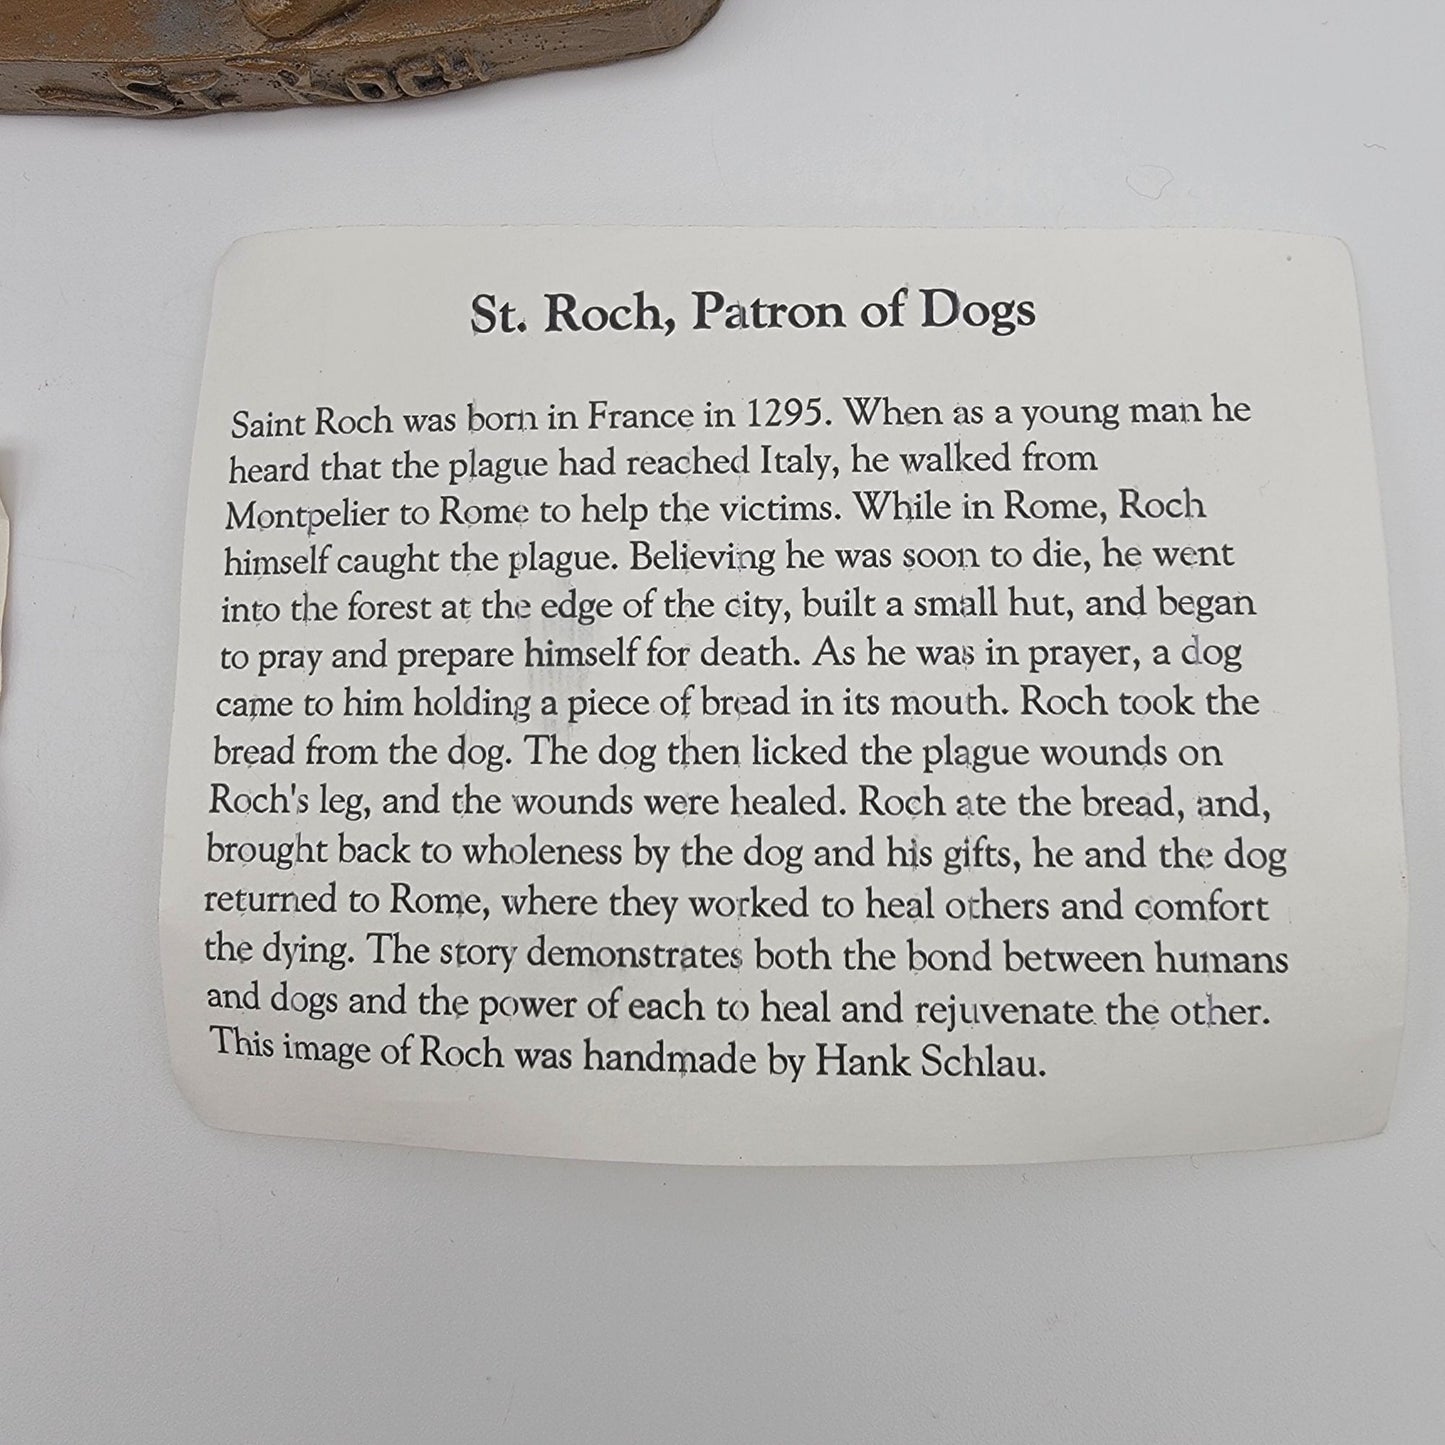 ST. ROCH
St. Roch, Patron of Dogs
Saint Roch was born in France in 1295. When as a young man he
heard that the plague had reached Italy, he walked from
Montpelier to Rome to help the victims. While in Rome, Roch
himself caught the plague. Believing he was soon to die, he went
into the forest at the edge of the city, built a small hut, and began
to pray and prepare himself for death. As he was in prayer, a dog
came to him holding a piece of bread in its mouth. Roch took the
bread from the dog. The dog then licked the plague wounds on
Roch's leg, and the wounds were healed. Roch ate the bread, and,
brought back to wholeness by the dog and his gifts, he and the dog
returned to Rome, where they worked to heal others and comfort
the dying. The story demonstrates both the bond between humans
and dogs and the power of each to heal and rejuvenate the other.
This image of Roch was handmade by Hank Schlau.